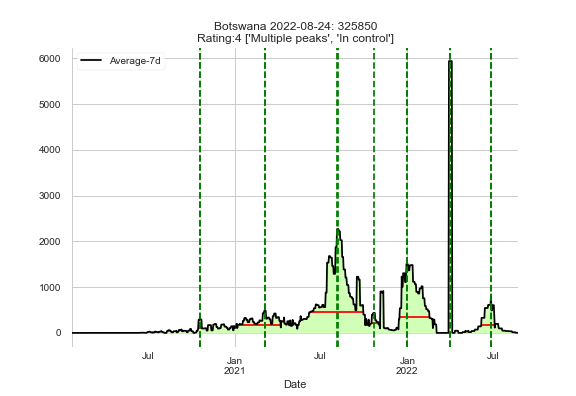 Botswana 2022-08-24: 325850
Rating:4 ['Multiple peaks', 'In control']
Average-7d
6000
5000
4000
3000
2000
1000
0
Jul
Jan
2021
Jul
Jan
2022
Jul
Date